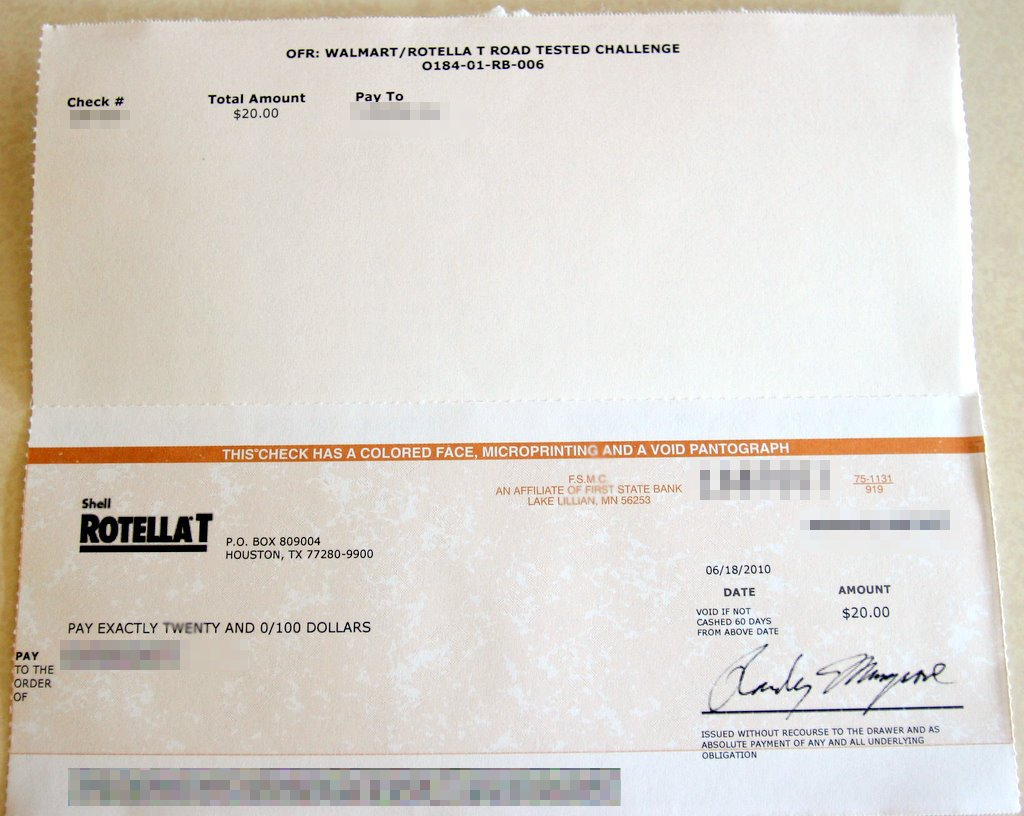 OFR: WALMART/ROTELLA T ROAD TESTED CHALLENGE
O184-01-RB-006
Check # Total Amount Pay To
$20.00
THIS CHECK HAS A COLORED FACE, MICROPRINTING AND A VOID PANTOGRAPH
F.S.M.C.
AN AFFILIATE OF FIRST STATE BANK
LAKE LILLIAN, MN 56253
75-1131
919
Shell
ROTELLA T
P.O. BOX 809004
HOUSTON, TX 77280-9900
06/18/2010
DATE AMOUNT
$20.00
VOID IF NOT
CASHED 60 DAYS
FROM ABOVE DATE
PAY EXACTLY TWENTY AND 0/100 DOLLARS
PAY
TO THE
ORDER
OF
ISSUED WITHOUT RECOURSE TO THE DRAWER AND AS
ABSOLUTE PAYMENT OF ANY AND ALL UNDERLYING
OBLIGATION